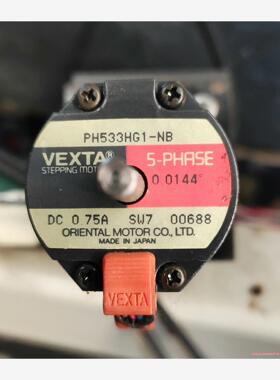 PH533HG1-NB
VEXTA®
5-PHASE
STEPPING MOT
0.0144°
DC 0.75A SW7 00688
ORIENTAL MOTOR CO., LTD.
MADE IN JAPAN
VEXTA